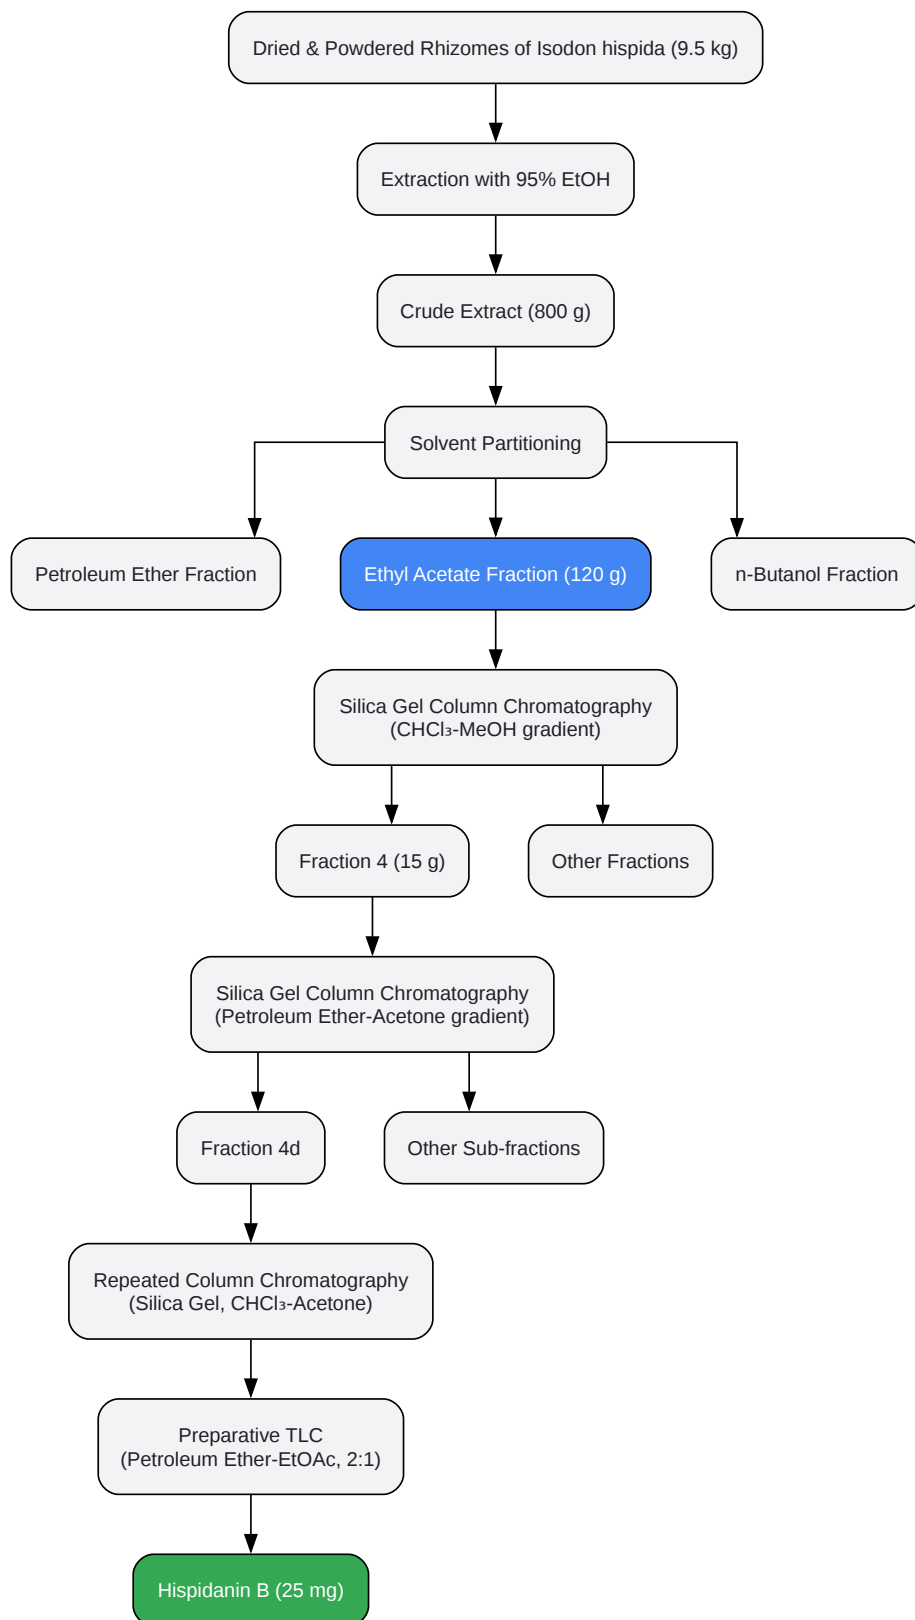 Dried & Powdered Rhizomes of Isodon hispida (9.5 kg)
Extraction with 95% EtOH
Crude Extract (800 g)
Solvent Partitioning
Petroleum Ether Fraction
Ethyl Acetate Fraction (120 g)
n-Butanol Fraction
Silica Gel Column Chromatography
(CHCl₃-MeOH gradient)
Fraction 4 (15 g)
Other Fractions
Silica Gel Column Chromatography
(Petroleum Ether-Acetone gradient)
Fraction 4d
Other Sub-fractions
Repeated Column Chromatography
(Silica Gel, CHCl₃-Acetone)
Preparative TLC
(Petroleum Ether-EtOAc, 2:1)
Hispidanin B (25 mg)